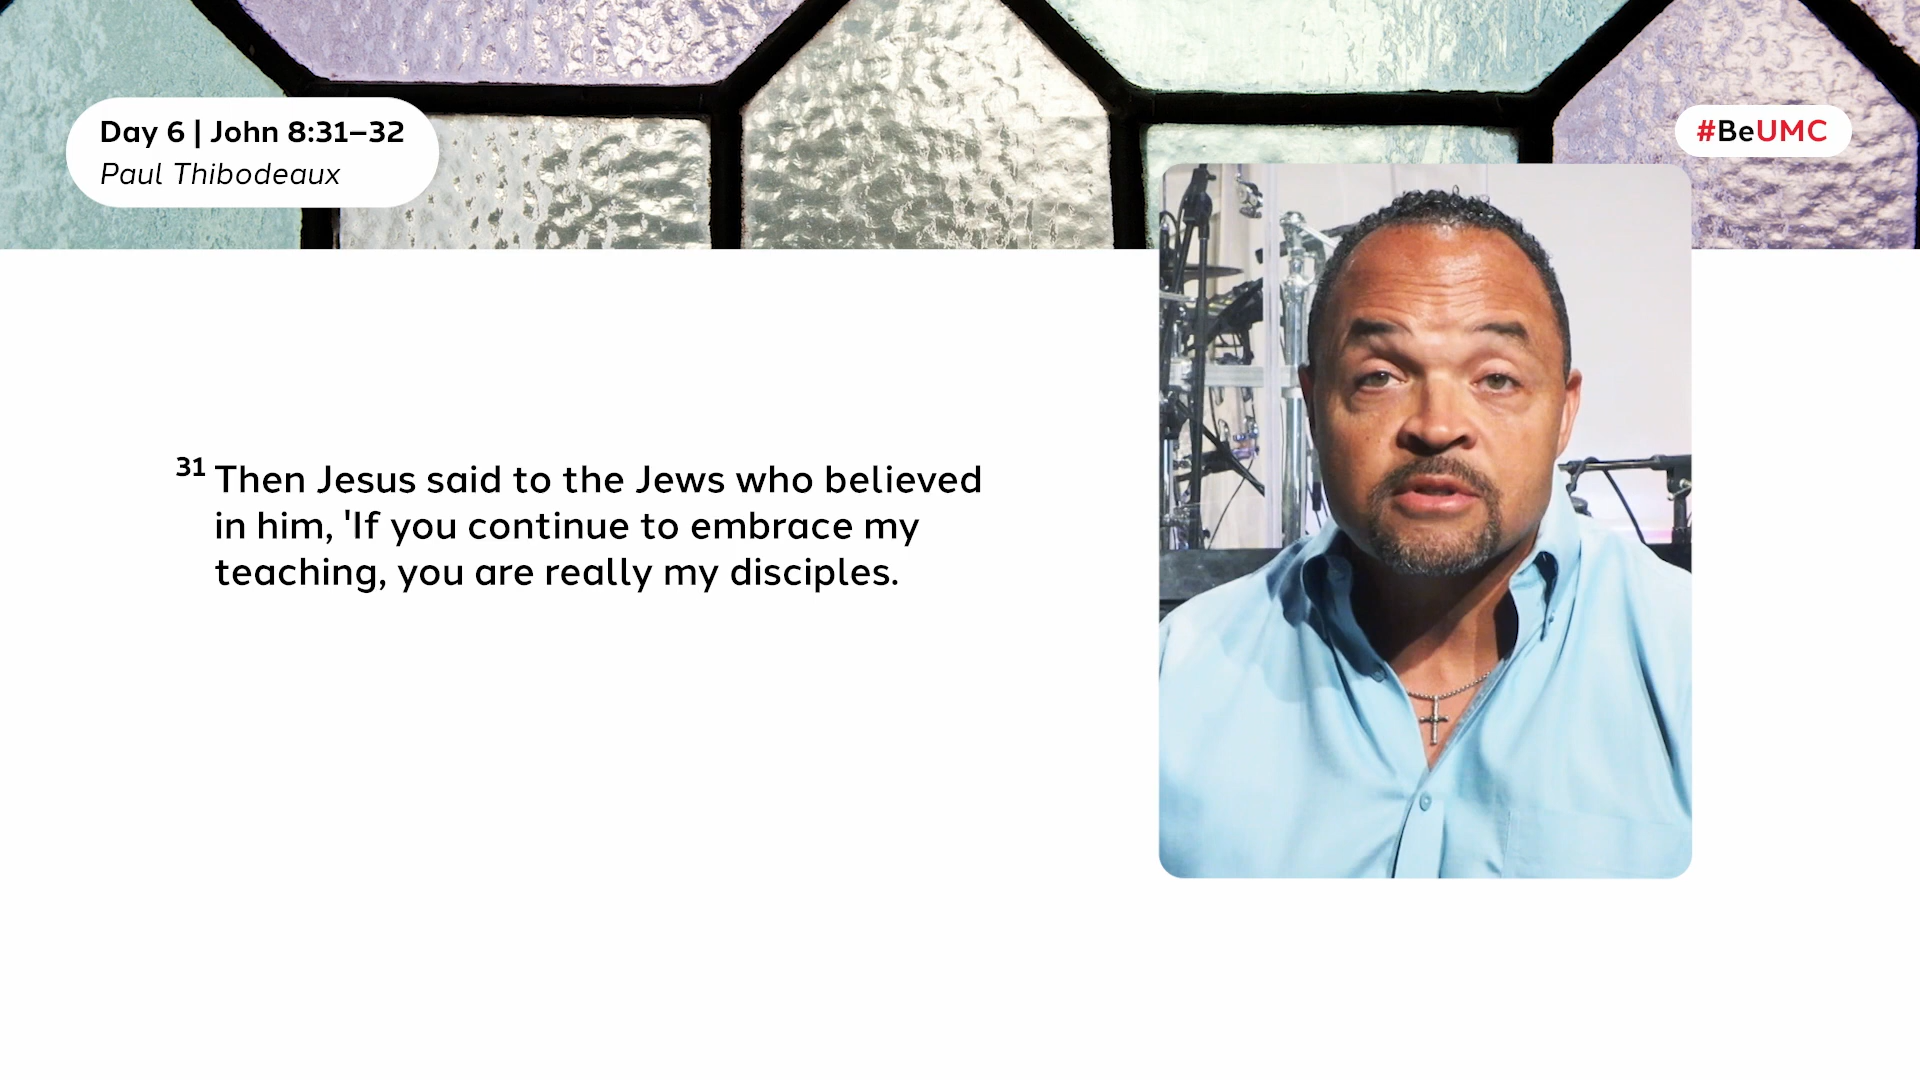 Day 6 | John 8:31–32
Paul Thibodeaux
#BeUMC
31 Then Jesus said to the Jews who believed
in him, 'If you continue to embrace my
teaching, you are really my disciples.